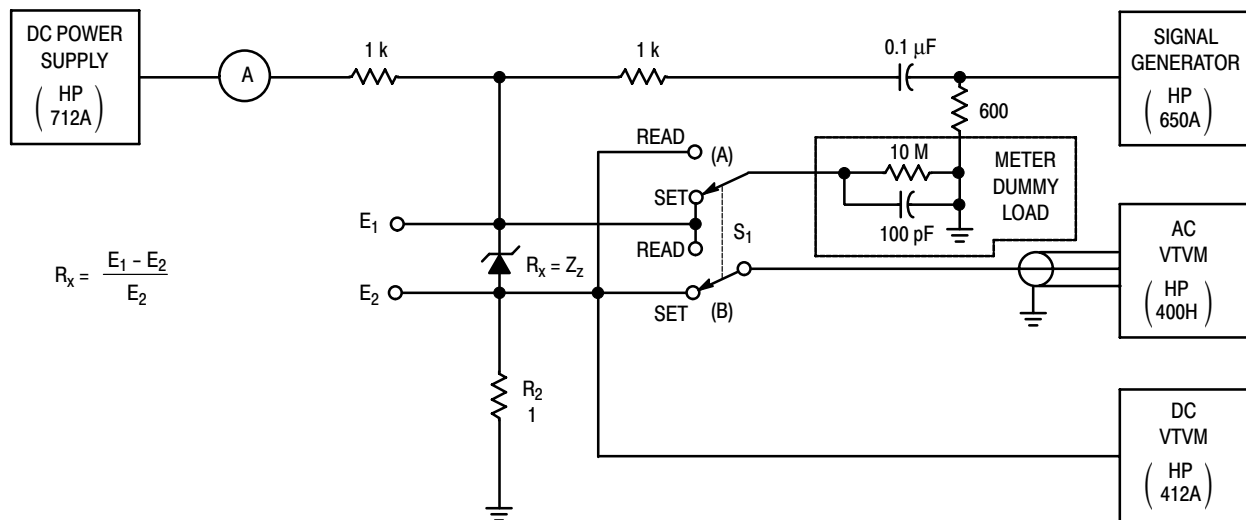 DC POWER
SUPPLY
( HP
712A )
A
1 k
1 k
0.1 μF
SIGNAL
GENERATOR
( HP
650A )
600
READ
(A)
10 M
METER
DUMMY
LOAD
100 pF
SET
E1
READ
S1
Rx = (E1 – E2) / E2
Rx = ZZ
E2
SET
(B)
AC
VTVM
( HP
400H )
R2
1
DC
VTVM
( HP
412A )